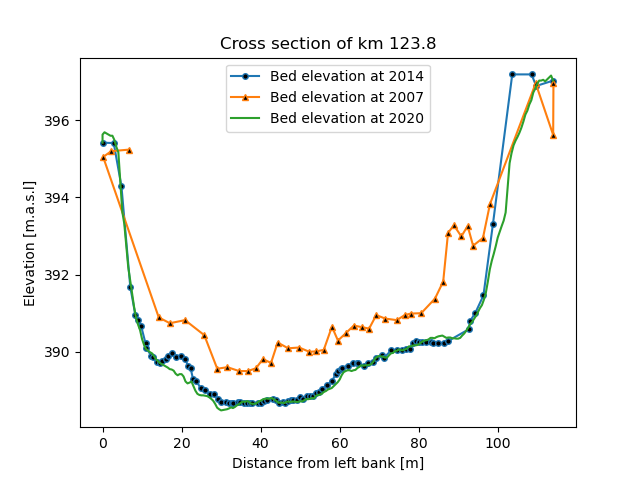 Cross section of km 123.8
Bed elevation at 2014
Bed elevation at 2007
Bed elevation at 2020
Elevation [m.a.s.l]
396
394
392
390
0
20
40
60
80
100
Distance from left bank [m]